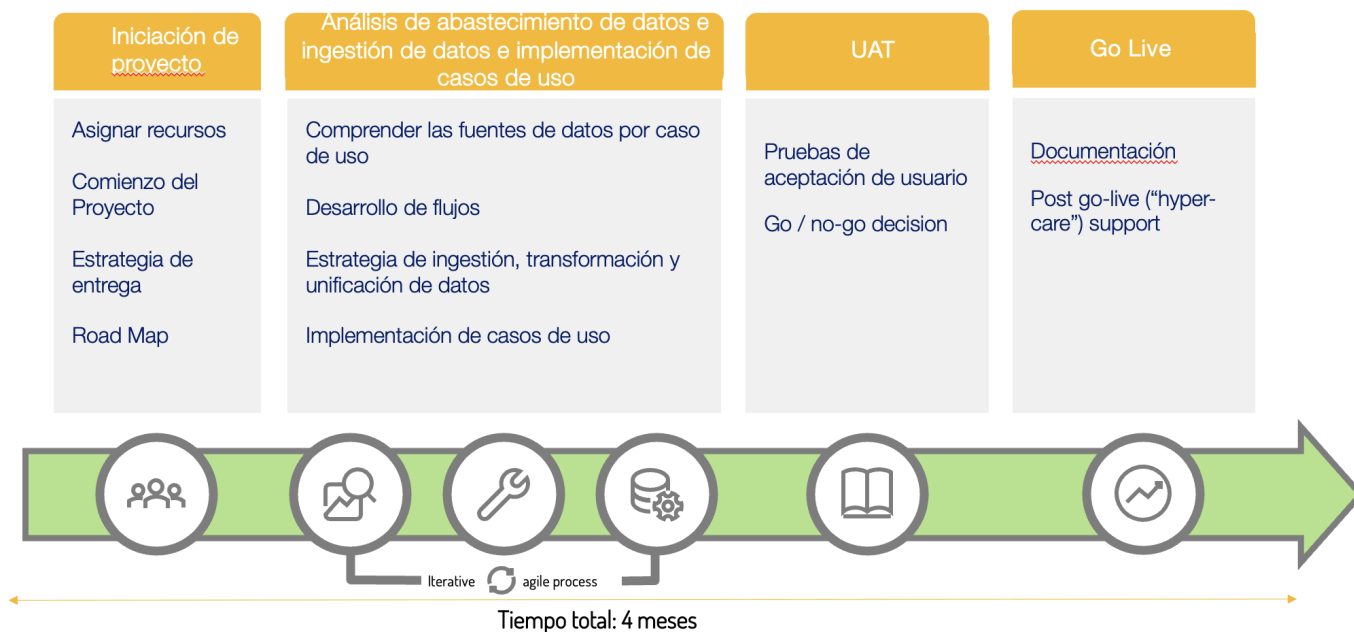 Iniciación de
proyecto
Asignar recursos
Comienzo del
Proyecto
Estrategia de
entrega
Road Map
Análisis de abastecimiento de datos e
ingestión de datos e implementación de
casos de uso
Comprender las fuentes de datos por caso
de uso
Desarrollo de flujos
Estrategia de ingestión, transformación y
unificación de datos
Implementación de casos de uso
UAT
Pruebas de
aceptación de usuario
Go / no-go decision
Go Live
Documentación
Post go-live (“hyper-
care”) support
Iterative agile process
Tiempo total: 4 meses